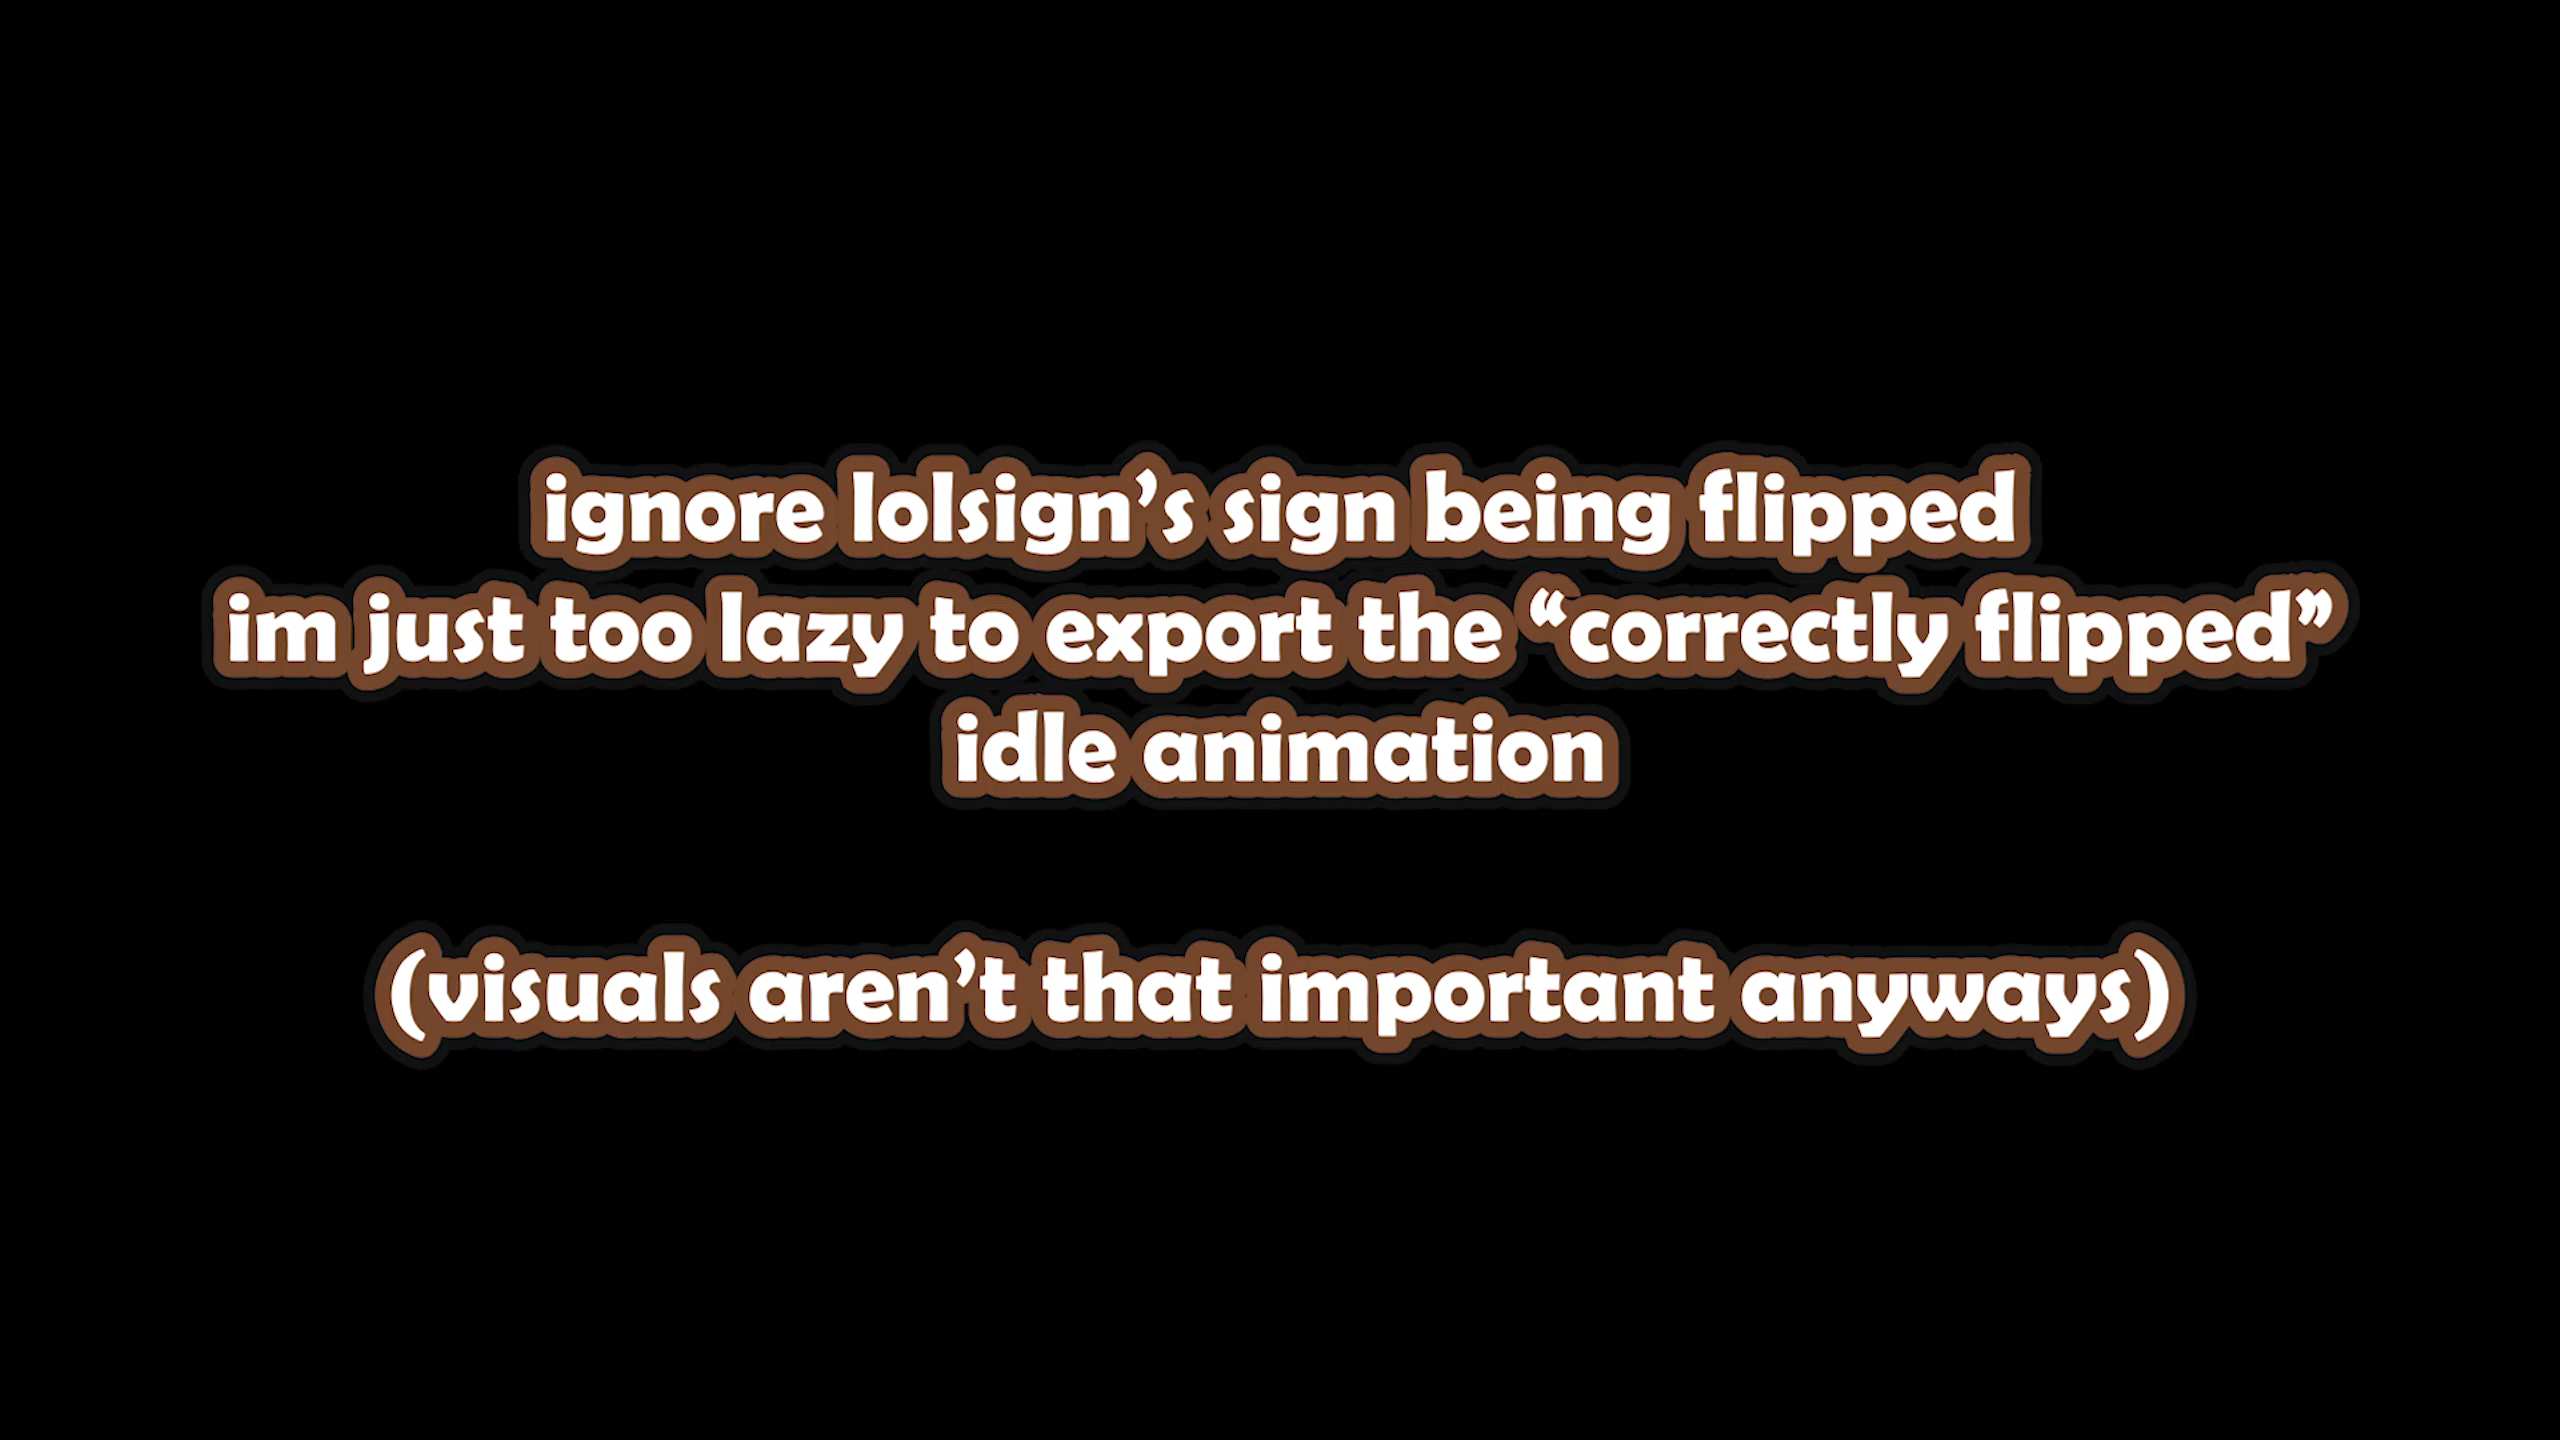 ignore lolsign’s sign being flipped
im just too lazy to export the “correctly flipped”
idle animation
(visuals aren’t that important anyways)